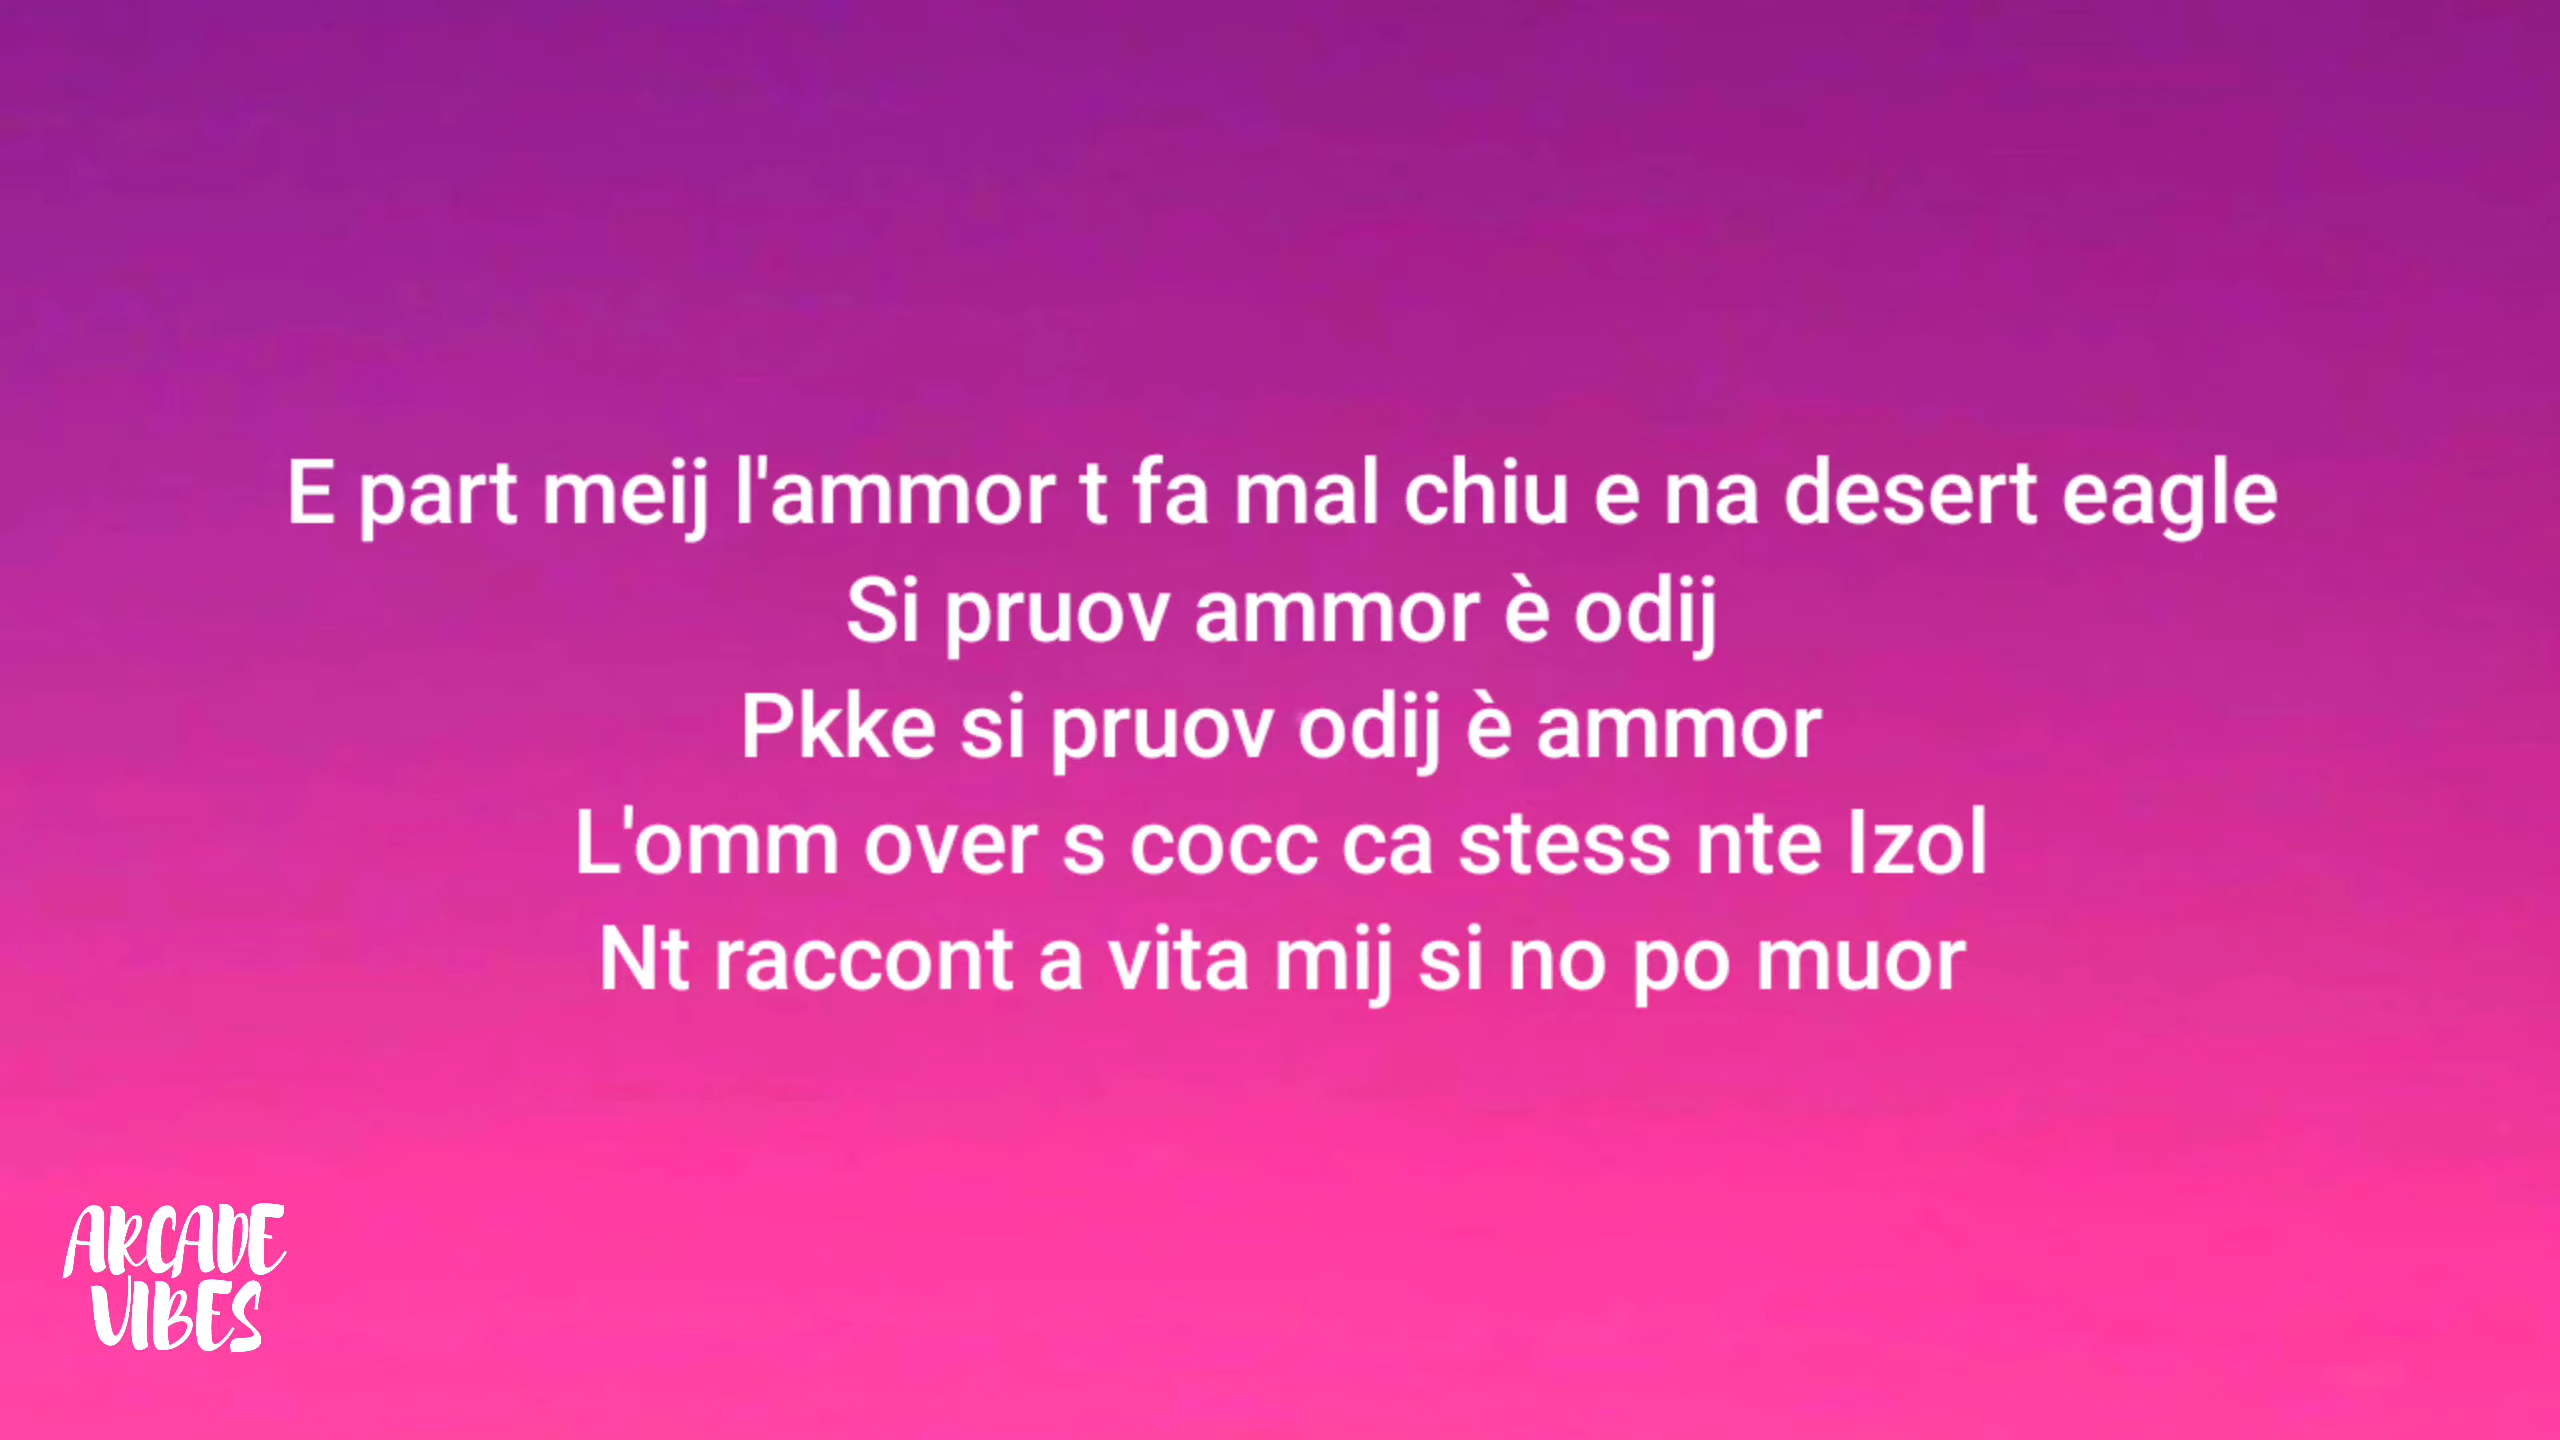 E part meij l'ammor t fa mal chiu e na desert eagle
Si pruov ammor è odij
Pkke si pruov odij è ammor
L'omm over s cocc ca stess nte Izol
Nt raccont a vita mij si no po muor
ARCADE
VIBES